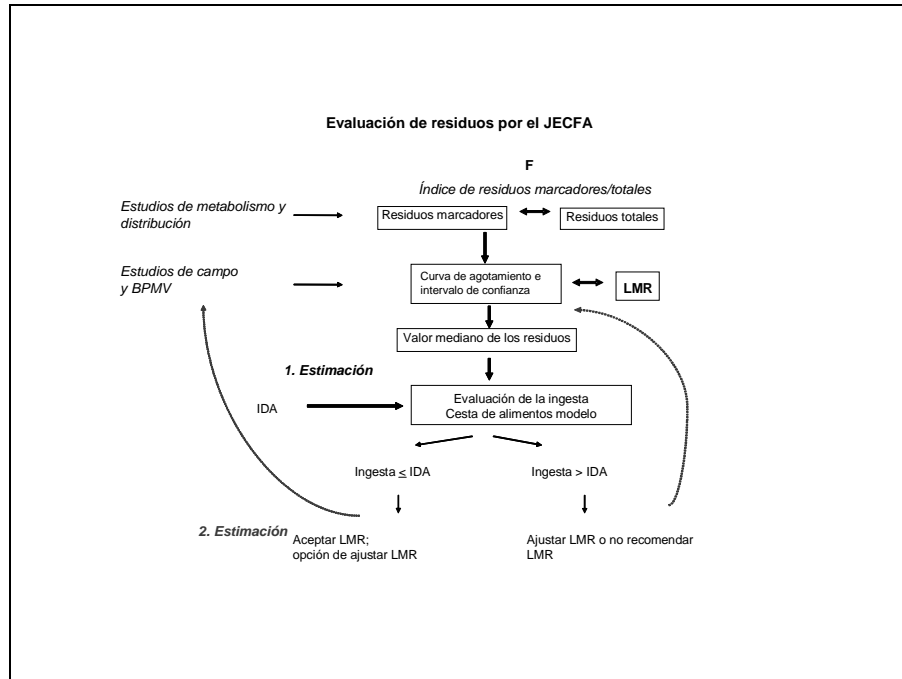 Evaluación de residuos por el JECFA
F
Índice de residuos marcadores/totales
Estudios de metabolismo y
distribución
Residuos marcadores
Residuos totales
Estudios de campo
y BPMV
Curva de agotamiento e
intervalo de confianza
LMR
Valor mediano de los residuos
1. Estimación
IDA
Evaluación de la ingesta
Cesta de alimentos modelo
Ingesta ≤ IDA
Ingesta > IDA
2. Estimación
Aceptar LMR;
opción de ajustar LMR
Ajustar LMR o no recomendar
LMR